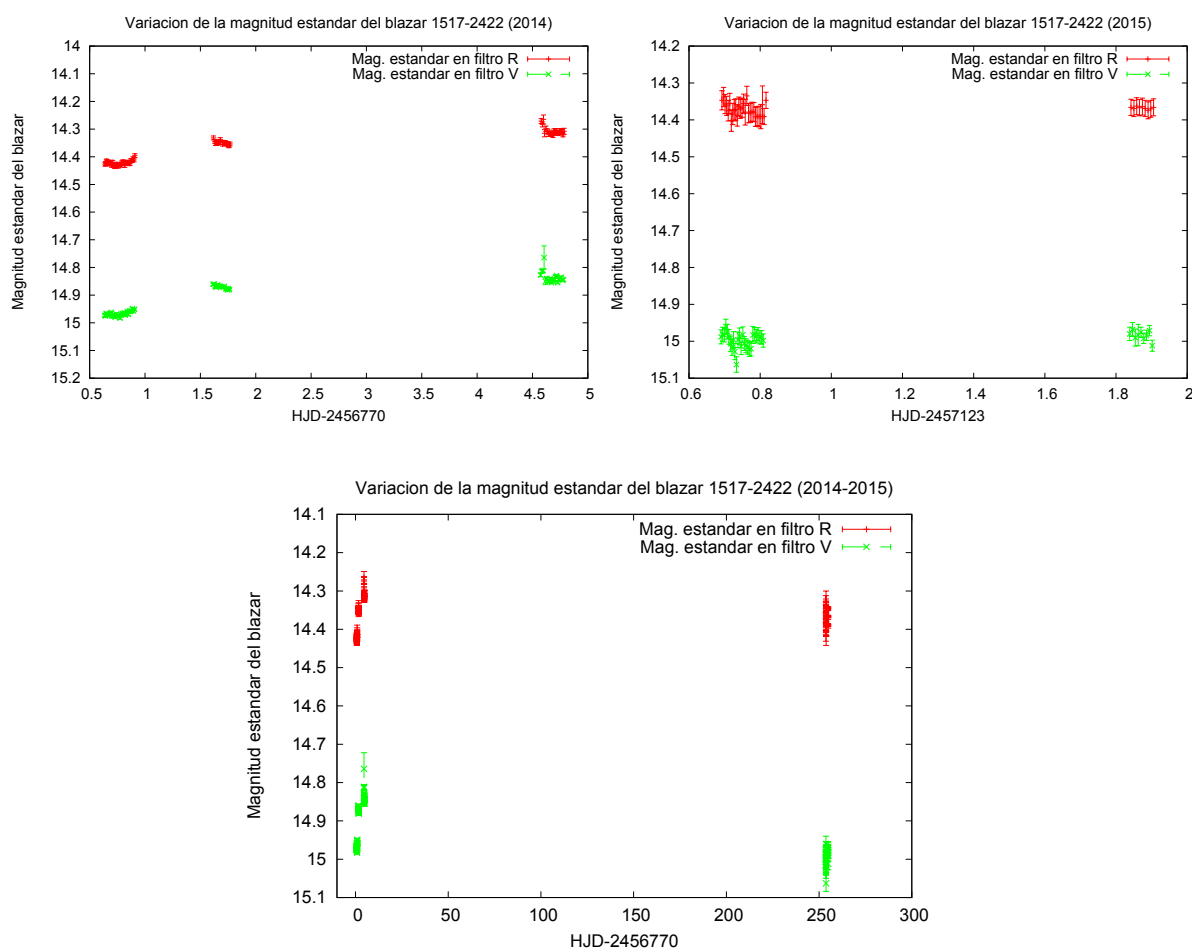 Variacion de la magnitud estandar del blazar 1517-2422 (2014)
Mag. estandar en filtro R
Mag. estandar en filtro V
Magnitud estandar del blazar
14
14.1
14.2
14.3
14.4
14.5
14.6
14.7
14.8
14.9
15
15.1
15.2
0.5 1 1.5 2 2.5 3 3.5 4 4.5 5
HJD-2456770
Variacion de la magnitud estandar del blazar 1517-2422 (2015)
Mag. estandar en filtro R
Mag. estandar en filtro V
Magnitud estandar del blazar
14.2
14.3
14.4
14.5
14.6
14.7
14.8
14.9
15
15.1
0.6 0.8 1 1.2 1.4 1.6 1.8 2
HJD-2457123
Variacion de la magnitud estandar del blazar 1517-2422 (2014-2015)
Mag. estandar en filtro R
Mag. estandar en filtro V
Magnitud estandar del blazar
14.1
14.2
14.3
14.4
14.5
14.6
14.7
14.8
14.9
15
15.1
0 50 100 150 200 250 300
HJD-2456770